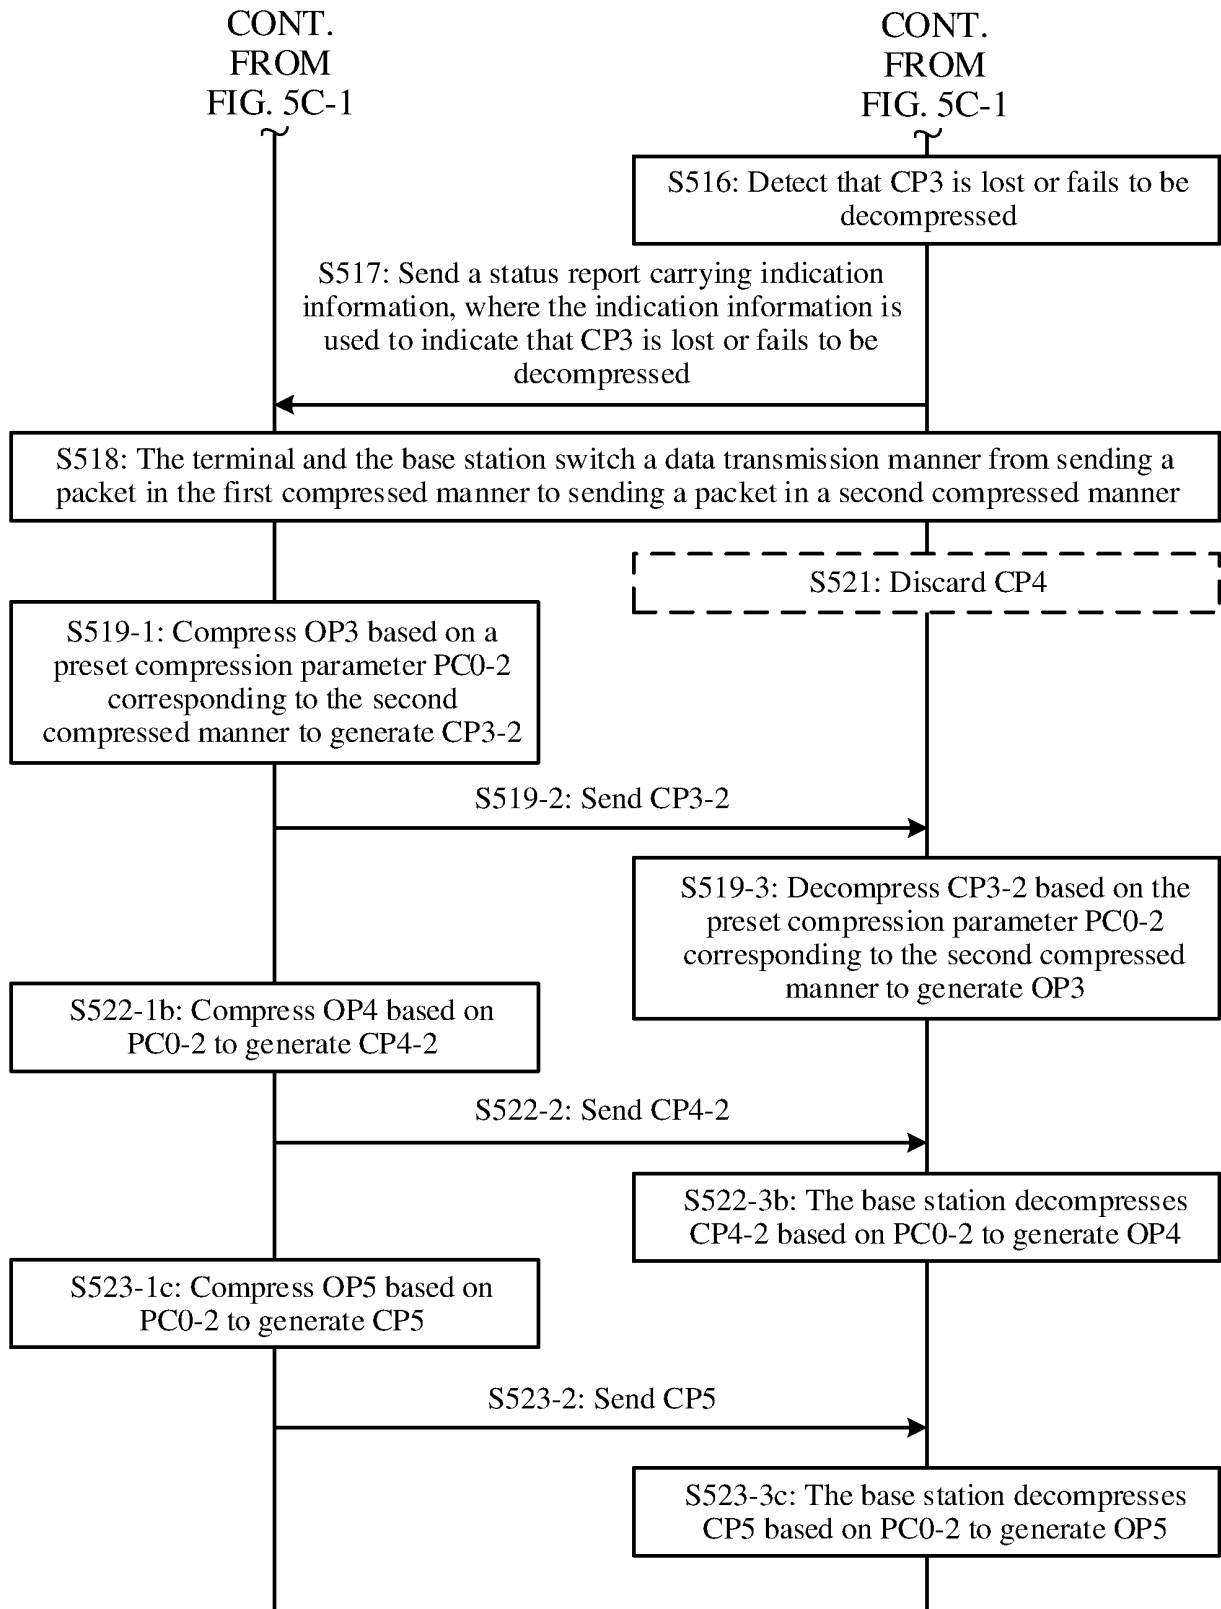 CONT.
FROM
FIG. 5C-1
CONT.
FROM
FIG. 5C-1
S516: Detect that CP3 is lost or fails to be
decompressed
S517: Send a status report carrying indication
information, where the indication information is
used to indicate that CP3 is lost or fails to be
decompressed
S518: The terminal and the base station switch a data transmission manner from sending a
packet in the first compressed manner to sending a packet in a second compressed manner
S521: Discard CP4
S519-1: Compress OP3 based on a
preset compression parameter PC0-2
corresponding to the second
compressed manner to generate CP3-2
S519-2: Send CP3-2
S519-3: Decompress CP3-2 based on the
preset compression parameter PC0-2
corresponding to the second compressed
manner to generate OP3
S522-1b: Compress OP4 based on
PC0-2 to generate CP4-2
S522-2: Send CP4-2
S522-3b: The base station decompresses
CP4-2 based on PC0-2 to generate OP4
S523-1c: Compress OP5 based on
PC0-2 to generate CP5
S523-2: Send CP5
S523-3c: The base station decompresses
CP5 based on PC0-2 to generate OP5